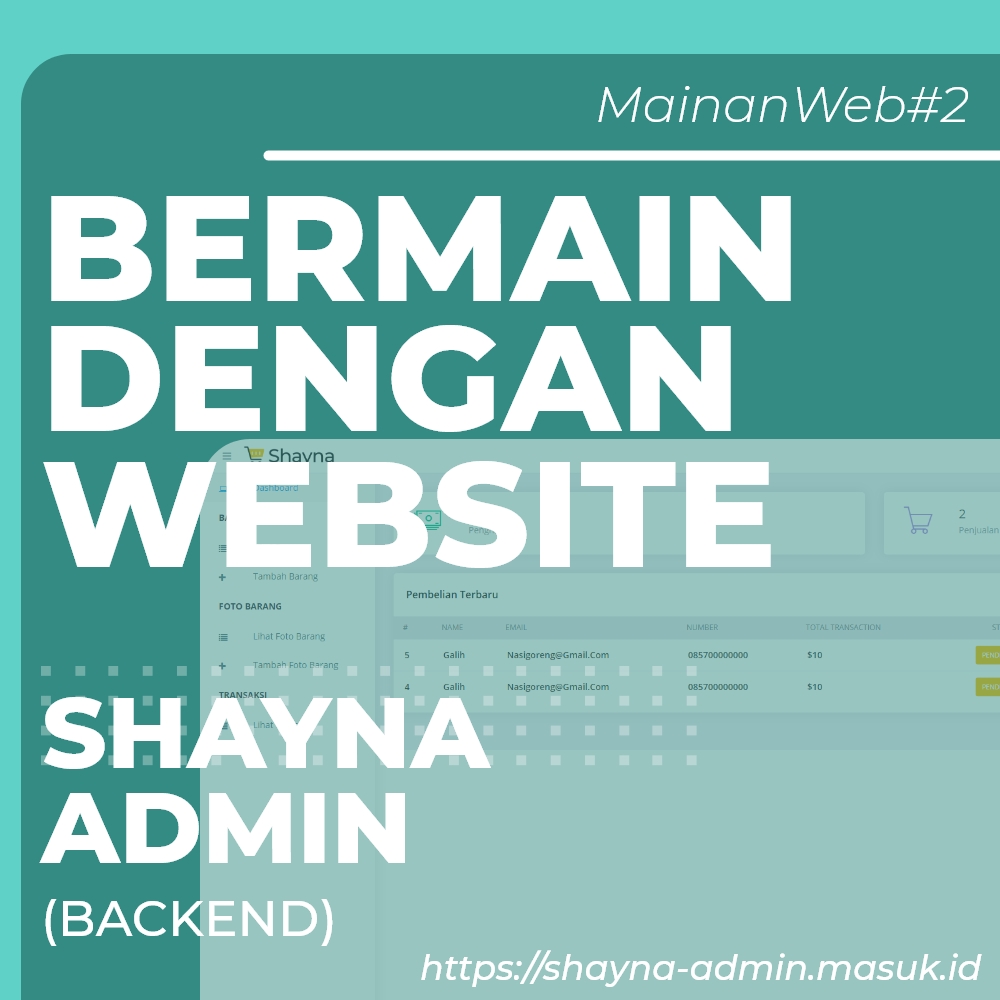 MainanWeb#2
BERMAIN
DENGAN
WEBSITE
Shayna
Dashboard
2
Penjualan
Tambah Barang
Pembelian Terbaru
FOTO BARANG
# NAME EMAIL NUMBER TOTAL TRANSACTION
Lihat Foto Barang
5 Galih Nasigoreng@Gmail.Com 085700000000 $10
Tambah Foto Barang
4 Galih Nasigoreng@Gmail.Com 085700000000 $10
TRANSAKSI
Lihat
SHAYNA
ADMIN
(BACKEND)
https://shayna-admin.masuk.id